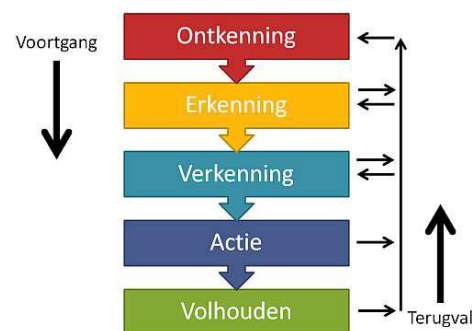 Voortgang
Ontkenning
Erkenning
Verkenning
Actie
Volhouden
Terugval